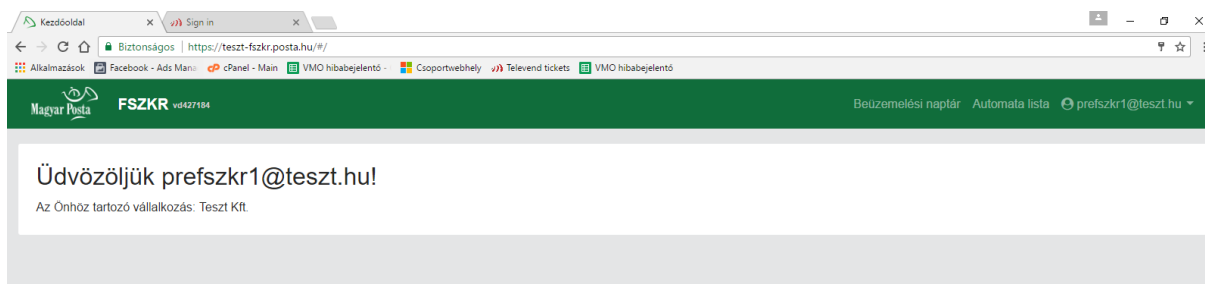 Kezdőoldal
Sign in
Biztonságos | https://teszt-fszkr.posta.hu/#/
Alkalmazások Facebook - Ads Mana cPanel - Main VMO hibabejelentő - Csoportwebhely Televend tickets VMO hibabejelentő
Magyar Posta FSZKR vd427184 Beüzemelési naptár Automata lista prefszkr1@teszt.hu
Üdvözöljük prefszkr1@teszt.hu!
Az Önhöz tartozó vállalkozás: Teszt Kft.